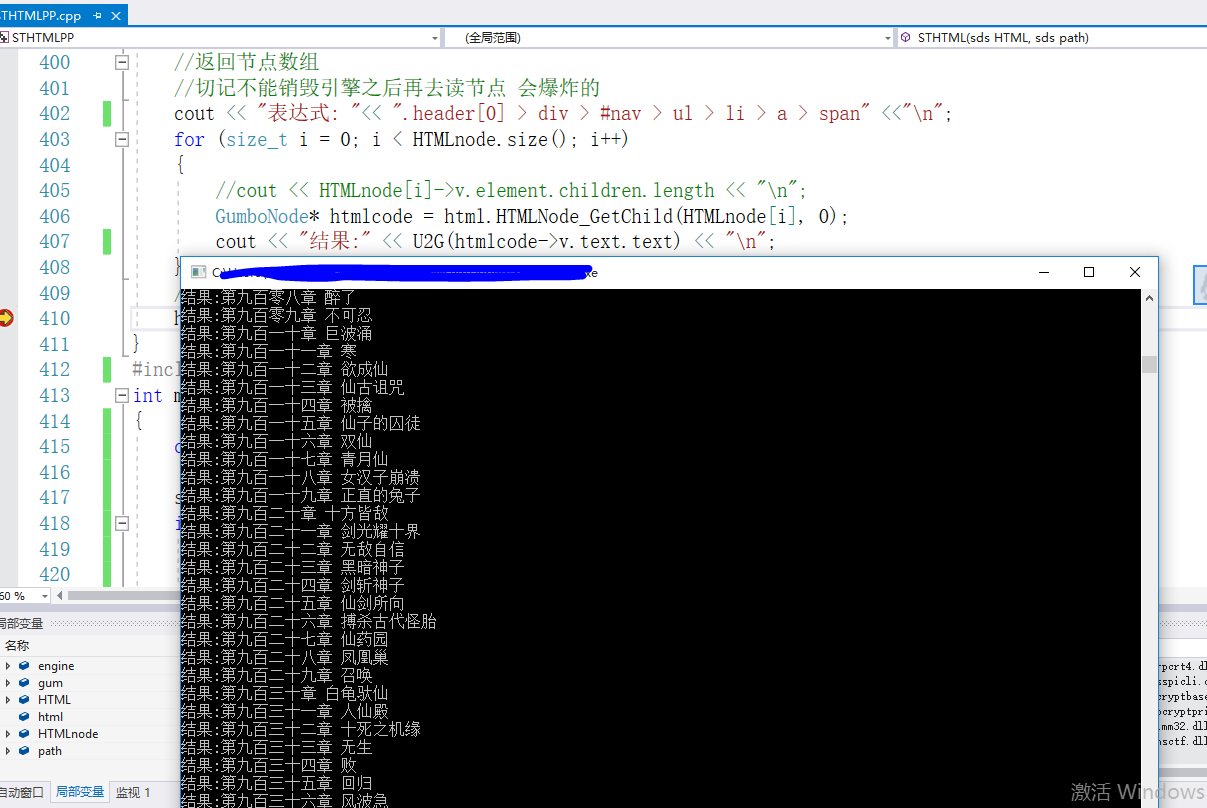 STHTMLPP.cpp
STHTMLPP
(全局范围)
STHTML(sds HTML, sds path)
400 //返回节点数组
401 //切记不能销毁引擎之后再去读节点 会爆炸的
402 cout << "表达式: "<< ".header[0] > div > #nav > ul > li > a > span" <<"\n";
403 for (size_t i = 0; i < HTMLnode.size(); i++)
404 {
405 //cout << HTMLnode[i]->v.element.children.length << "\n";
406 GumboNode* htmlcode = html.HTMLNode_GetChild(HTMLnode[i], 0);
407 cout << "结果:" << U2G(htmlcode->v.text.text) << "\n";
408 }
409 /
410 h
411 }
412 #incl
413 int m
414 {
415
416
417 s
418 i
419
420
结果:第九百零八章 醉了
结果:第九百零九章 不可忍
结果:第九百一十章 巨波涌
结果:第九百一十一章 寒
结果:第九百一十二章 欲成仙
结果:第九百一十三章 仙古诅咒
结果:第九百一十四章 被擒
结果:第九百一十五章 仙子的囚徒
结果:第九百一十六章 双仙
结果:第九百一十七章 青月仙
结果:第九百一十八章 女汉子崩溃
结果:第九百一十九章 正直的兔子
结果:第九百二十章 十方皆敌
结果:第九百二十一章 剑光耀十界
结果:第九百二十二章 无敌自信
结果:第九百二十三章 黑暗神子
结果:第九百二十四章 剑斩神子
结果:第九百二十五章 仙剑所向
结果:第九百二十六章 搏杀古代怪胎
结果:第九百二十七章 仙药园
结果:第九百二十八章 凤凰巢
结果:第九百二十九章 召唤
结果:第九百三十章 白龟驮仙
结果:第九百三十一章 人仙殿
结果:第九百三十二章 十死之机缘
结果:第九百三十三章 无生
结果:第九百三十四章 败
结果:第九百三十五章 回归
结果:第九百三十六章 风波急
60 %
局部变量
名称
engine
gum
HTML
html
HTMLnode
path
自动窗口 局部变量 监视 1
rpcrt4.dl
sspicli.d
cryptbase
bcryptpri
mm32.dll
msctf.dll
激活 Windows